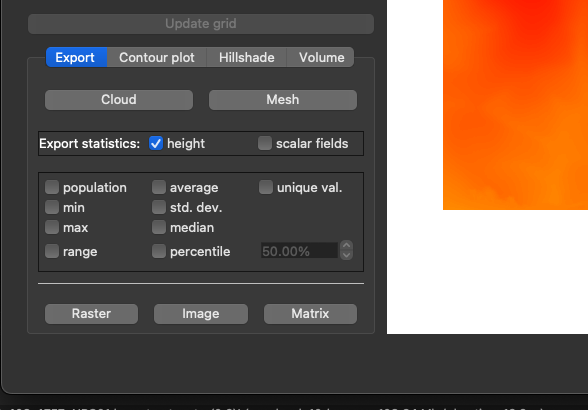 Update grid
Export Contour plot Hillshade Volume
Cloud Mesh
Export statistics: height scalar fields
population average unique val.
min std. dev.
max median
range percentile 50.00%
Raster Image Matrix